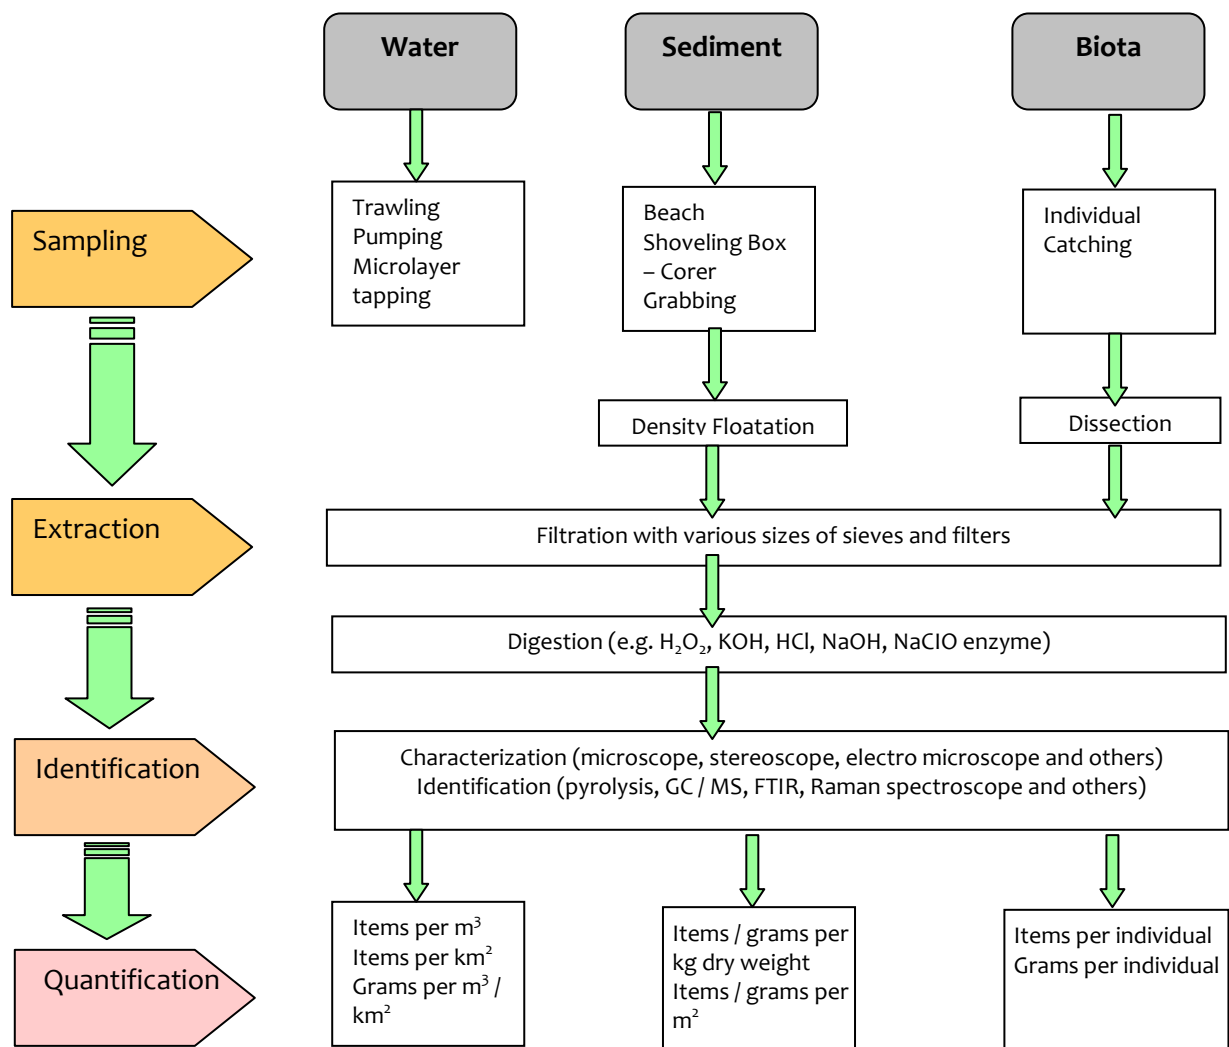 Water
Sediment
Biota
Sampling
Trawling
Pumping
Microlayer
tapping
Beach
Shoveling Box
– Corer
Grabbing
Individual
Catching
Density Floatation
Dissection
Extraction
Filtration with various sizes of sieves and filters
Digestion (e.g. H₂O₂, KOH, HCl, NaOH, NaClO enzyme)
Identification
Characterization (microscope, stereoscope, electro microscope and others)
Identification (pyrolysis, GC / MS, FTIR, Raman spectroscope and others)
Quantification
Items per m³
Items per km²
Grams per m³ /
km²
Items / grams per
kg dry weight
Items / grams per
m²
Items per individual
Grams per individual